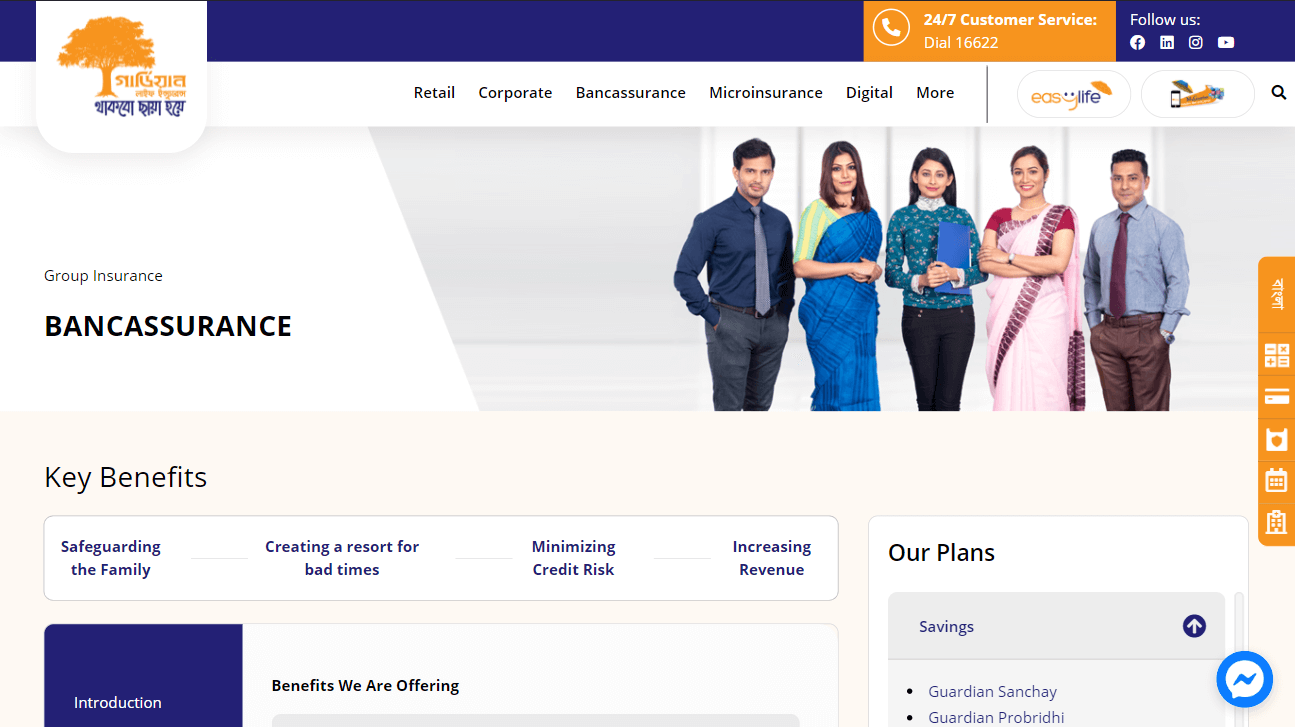 গার্ডিয়ান
লাইফ ইন্স্যুরেন্স
থাকবো ছায়া হয়ে
24/7 Customer Service:
Dial 16622
Follow us:
Retail
Corporate
Bancassurance
Microinsurance
Digital
More
easylife
বাংলা
Group Insurance
BANCASSURANCE
Key Benefits
Safeguarding
the Family
Creating a resort for
bad times
Minimizing
Credit Risk
Increasing
Revenue
Introduction
Benefits We Are Offering
Our Plans
Savings
Guardian Sanchay
Guardian Probridhi